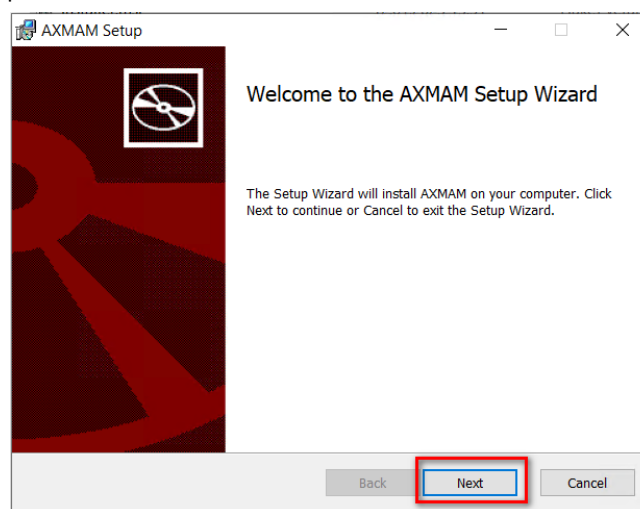 AXMAM Setup
Welcome to the AXMAM Setup Wizard
The Setup Wizard will install AXMAM on your computer. Click
Next to continue or Cancel to exit the Setup Wizard.
Back Next Cancel